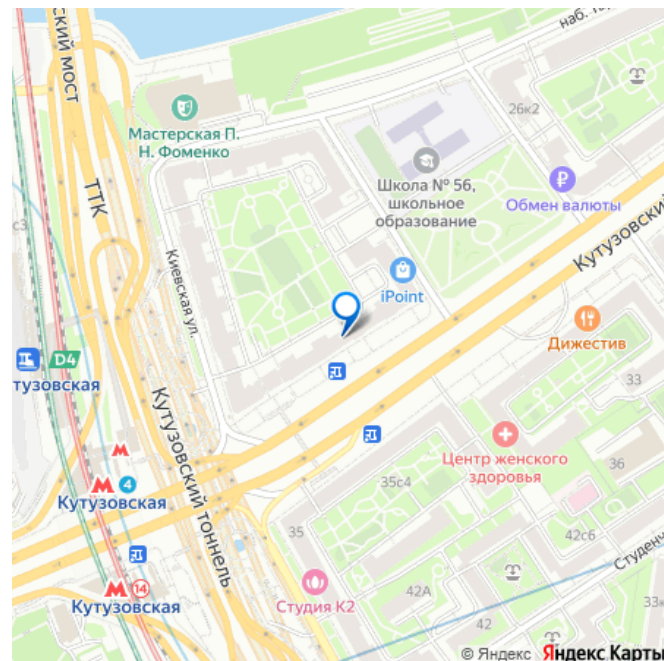 ский мост
наб. Та
26к2
Мастерская П.
Н. Фоменко
ТТК
Школа № 56,
школьное
образование
Обмен валюты
Кутузовский
с3
Киевская ул.
iPoint
Дижестив
D4
тузовская
33
Кутузовский тоннель
Центр женского
здоровья
36
35с4
4
Кутузовская
35
42с6
Студенч
14
Кутузовская
Студия К2
42А
42
33к
© Яндекс Яндекс Карты